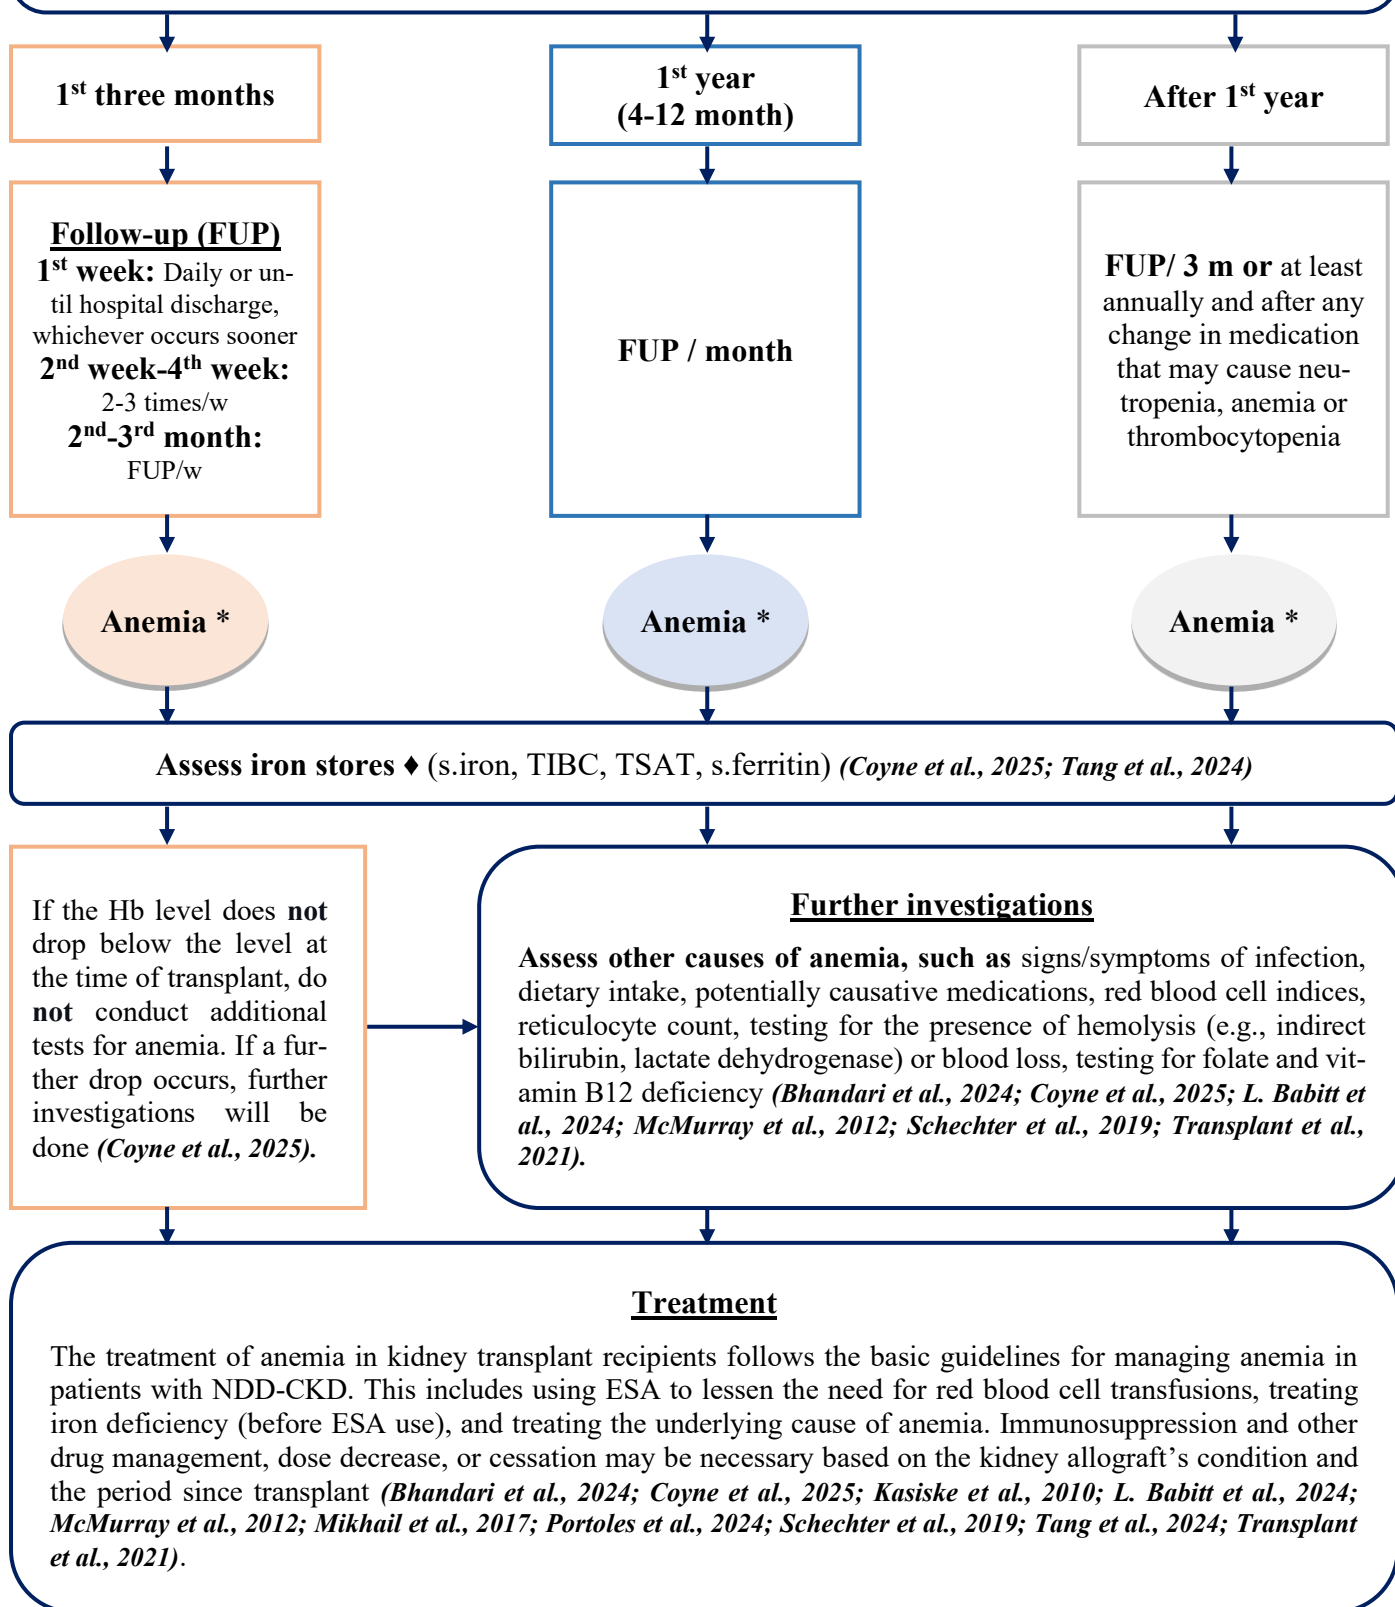 1st three months
1st year
(4-12 month)
After 1st year
Follow-up (FUP)
1st week: Daily or un-
til hospital discharge,
whichever occurs sooner
2nd week-4th week:
2-3 times/w
2nd-3rd month:
FUP/w
FUP / month
FUP/ 3 m or at least
annually and after any
change in medication
that may cause neu-
tropenia, anemia or
thrombocytopenia
Anemia *
Anemia *
Anemia *
Assess iron stores ♦ (s.iron, TIBC, TSAT, s.ferritin) (Coyne et al., 2025; Tang et al., 2024)
If the Hb level does not
drop below the level at
the time of transplant, do
not conduct additional
tests for anemia. If a fur-
ther drop occurs, further
investigations will be
done (Coyne et al., 2025).
Further investigations
Assess other causes of anemia, such as signs/symptoms of infection,
dietary intake, potentially causative medications, red blood cell indices,
reticulocyte count, testing for the presence of hemolysis (e.g., indirect
bilirubin, lactate dehydrogenase) or blood loss, testing for folate and vit-
amin B12 deficiency (Bhandari et al., 2024; Coyne et al., 2025; L. Babitt et
al., 2024; McMurray et al., 2012; Schechter et al., 2019; Transplant et al.,
2021).
Treatment
The treatment of anemia in kidney transplant recipients follows the basic guidelines for managing anemia in
patients with NDD-CKD. This includes using ESA to lessen the need for red blood cell transfusions, treating
iron deficiency (before ESA use), and treating the underlying cause of anemia. Immunosuppression and other
drug management, dose decrease, or cessation may be necessary based on the kidney allograft’s condition and
the period since transplant (Bhandari et al., 2024; Coyne et al., 2025; Kasiske et al., 2010; L. Babitt et al., 2024;
McMurray et al., 2012; Mikhail et al., 2017; Portoles et al., 2024; Schechter et al., 2019; Tang et al., 2024; Transplant
et al., 2021).